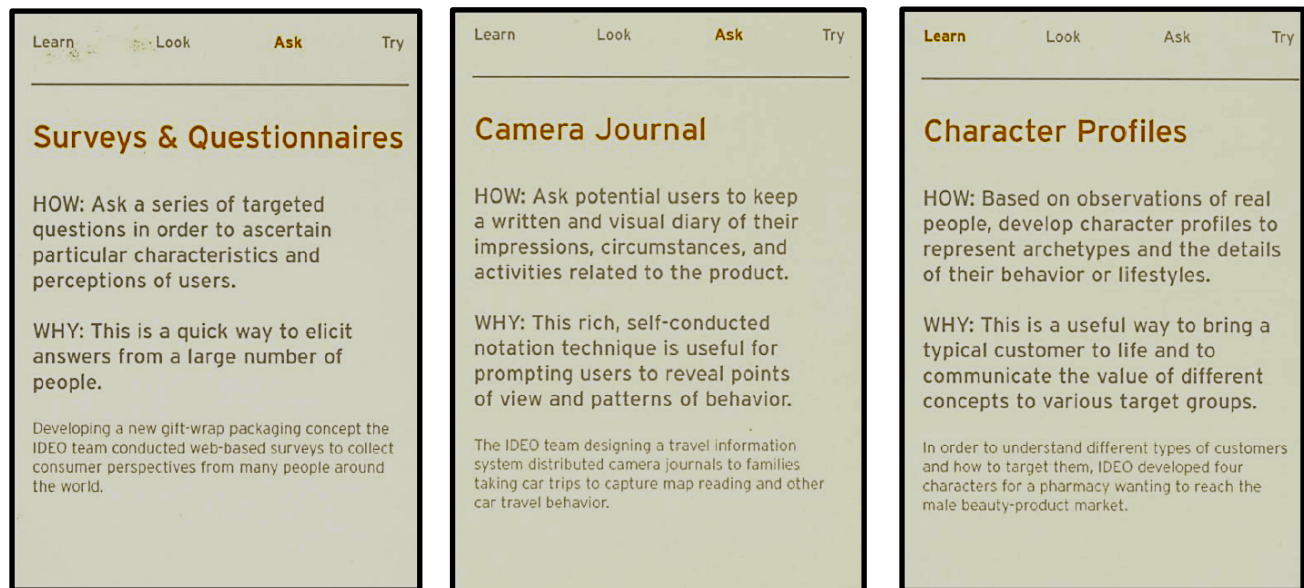 Learn Look Ask Try
Surveys & Questionnaires
HOW: Ask a series of targeted
questions in order to ascertain
particular characteristics and
perceptions of users.
WHY: This is a quick way to elicit
answers from a large number of
people.
Developing a new gift-wrap packaging concept the
IDEO team conducted web-based surveys to collect
consumer perspectives from many people around
the world.
Learn Look Ask Try
Camera Journal
HOW: Ask potential users to keep
a written and visual diary of their
impressions, circumstances, and
activities related to the product.
WHY: This rich, self-conducted
notation technique is useful for
prompting users to reveal points
of view and patterns of behavior.
The IDEO team designing a travel information
system distributed camera journals to families
taking car trips to capture map reading and other
car travel behavior.
Learn Look Ask Try
Character Profiles
HOW: Based on observations of real
people, develop character profiles to
represent archetypes and the details
of their behavior or lifestyles.
WHY: This is a useful way to bring a
typical customer to life and to
communicate the value of different
concepts to various target groups.
In order to understand different types of customers
and how to target them, IDEO developed four
characters for a pharmacy wanting to reach the
male beauty-product market.